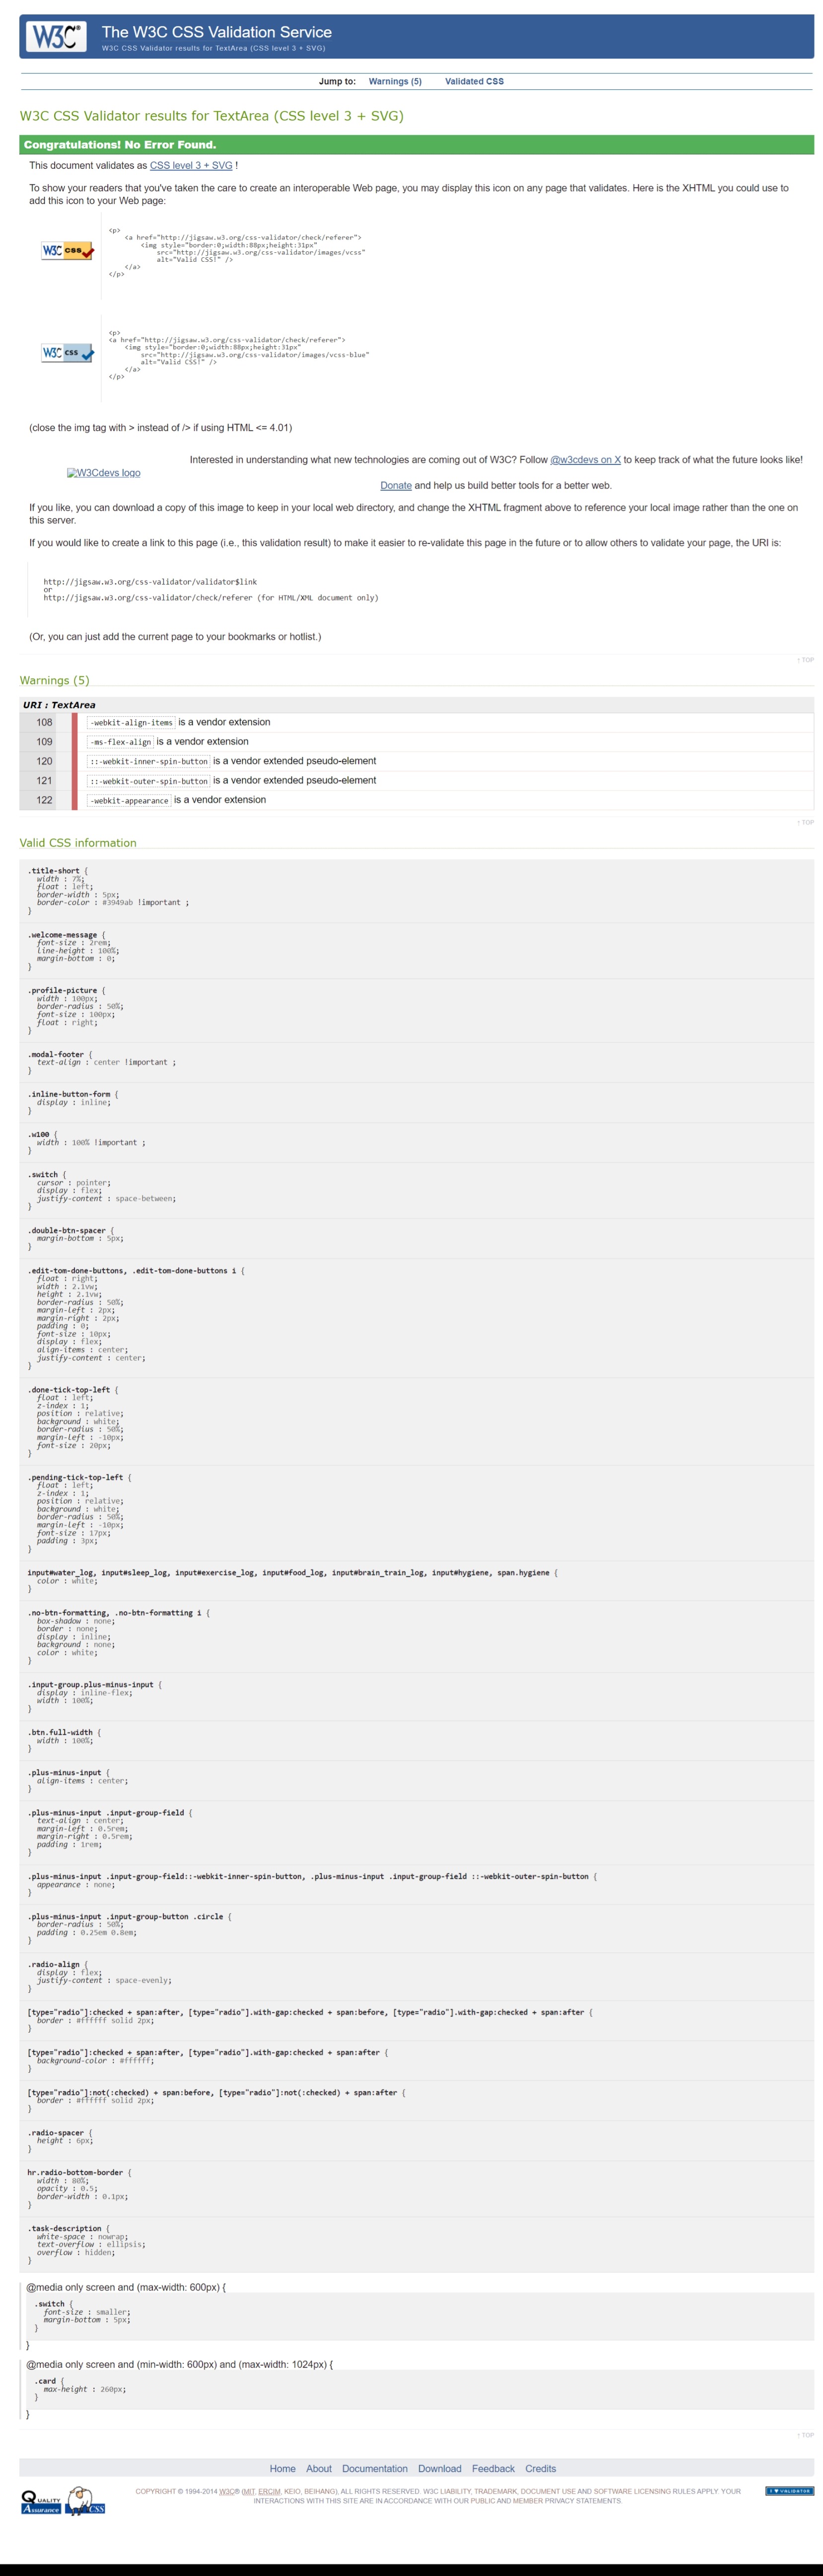 W3C®
The W3C CSS Validation Service
W3C CSS Validator results for TextArea (CSS level 3 + SVG)
Jump to: Warnings (5) Validated CSS
W3C CSS Validator results for TextArea (CSS level 3 + SVG)
Congratulations! No Error Found.
This document validates as CSS level 3 + SVG !
To show your readers that you've taken the care to create an interoperable Web page, you may display this icon on any page that validates. Here is the XHTML you could use to
add this icon to your Web page:
W3C css
<p>
<a href="http://jigsaw.w3.org/css-validator/check/referer">
<img style="border:0;width:88px;height:31px"
src="http://jigsaw.w3.org/css-validator/images/vcss"
alt="Valid CSS!" />
</a>
</p>
W3C css
<p>
<a href="http://jigsaw.w3.org/css-validator/check/referer">
<img style="border:0;width:88px;height:31px"
src="http://jigsaw.w3.org/css-validator/images/vcss-blue"
alt="Valid CSS!" />
</a>
</p>
(close the img tag with > instead of /> if using HTML <= 4.01)
W3Cdevs logo
Interested in understanding what new technologies are coming out of W3C? Follow @w3cdevs on X to keep track of what the future looks like!
Donate and help us build better tools for a better web.
If you like, you can download a copy of this image to keep in your local web directory, and change the XHTML fragment above to reference your local image rather than the one on
this server.
If you would like to create a link to this page (i.e., this validation result) to make it easier to re-validate this page in the future or to allow others to validate your page, the URI is:
http://jigsaw.w3.org/css-validator/validator$link
or
http://jigsaw.w3.org/css-validator/check/referer (for HTML/XML document only)
(Or, you can just add the current page to your bookmarks or hotlist.)
↑ TOP
Warnings (5)
URI : TextArea
108 -webkit-align-items is a vendor extension
109 -ms-flex-align is a vendor extension
120 ::-webkit-inner-spin-button is a vendor extended pseudo-element
121 ::-webkit-outer-spin-button is a vendor extended pseudo-element
122 -webkit-appearance is a vendor extension
↑ TOP
Valid CSS information
.title-short {
width : 7%;
float : left;
border-width : 5px;
border-color : #3949ab !important ;
}
.welcome-message {
font-size : 2rem;
line-height : 100%;
margin-bottom : 0;
}
.profile-picture {
width : 100px;
border-radius : 50%;
font-size : 100px;
float : right;
}
.modal-footer {
text-align : center !important ;
}
.inline-button-form {
display : inline;
}
.w100 {
width : 100% !important ;
}
.switch {
cursor : pointer;
display : flex;
justify-content : space-between;
}
.double-btn-spacer {
margin-bottom : 5px;
}
.edit-tom-done-buttons, .edit-tom-done-buttons i {
float : right;
width : 2.1vw;
height : 2.1vw;
border-radius : 50%;
margin-left : 2px;
margin-right : 2px;
padding : 0;
font-size : 10px;
display : flex;
align-items : center;
justify-content : center;
}
.done-tick-top-left {
float : left;
z-index : 1;
position : relative;
background : white;
border-radius : 50%;
margin-left : -10px;
font-size : 20px;
}
.pending-tick-top-left {
float : left;
z-index : 1;
position : relative;
background : white;
border-radius : 50%;
margin-left : -10px;
font-size : 17px;
padding : 3px;
}
input#water_log, input#sleep_log, input#exercise_log, input#food_log, input#brain_train_log, input#hygiene, span.hygiene {
color : white;
}
.no-btn-formatting, .no-btn-formatting i {
box-shadow : none;
border : none;
display : inline;
background : none;
color : white;
}
.input-group.plus-minus-input {
display : inline-flex;
width : 100%;
}
.btn.full-width {
width : 100%;
}
.plus-minus-input {
align-items : center;
}
.plus-minus-input .input-group-field {
text-align : center;
margin-left : 0.5rem;
margin-right : 0.5rem;
padding : 1rem;
}
.plus-minus-input .input-group-field::-webkit-inner-spin-button, .plus-minus-input .input-group-field ::-webkit-outer-spin-button {
appearance : none;
}
.plus-minus-input .input-group-button .circle {
border-radius : 50%;
padding : 0.25em 0.8em;
}
.radio-align {
display : flex;
justify-content : space-evenly;
}
[type="radio"]:checked + span:after, [type="radio"].with-gap:checked + span:before, [type="radio"].with-gap:checked + span:after {
border : #ffffff solid 2px;
}
[type="radio"]:checked + span:after, [type="radio"].with-gap:checked + span:after {
background-color : #ffffff;
}
[type="radio"]:not(:checked) + span:before, [type="radio"]:not(:checked) + span:after {
border : #ffffff solid 2px;
}
.radio-spacer {
height : 6px;
}
hr.radio-bottom-border {
width : 80%;
opacity : 0.5;
border-width : 0.1px;
}
.task-description {
white-space : nowrap;
text-overflow : ellipsis;
overflow : hidden;
}
@media only screen and (max-width: 600px) {
.switch {
font-size : smaller;
margin-bottom : 5px;
}
}
@media only screen and (min-width: 600px) and (max-width: 1024px) {
.card {
max-height : 260px;
}
}
↑ TOP
Home About Documentation Download Feedback Credits
QUALITY
Assurance
CSS
COPYRIGHT © 1994-2014 W3C® (MIT, ERCIM, KEIO, BEIHANG), ALL RIGHTS RESERVED. W3C LIABILITY, TRADEMARK, DOCUMENT USE AND SOFTWARE LICENSING RULES APPLY. YOUR
INTERACTIONS WITH THIS SITE ARE IN ACCORDANCE WITH OUR PUBLIC AND MEMBER PRIVACY STATEMENTS.
I ♥ VALIDATOR